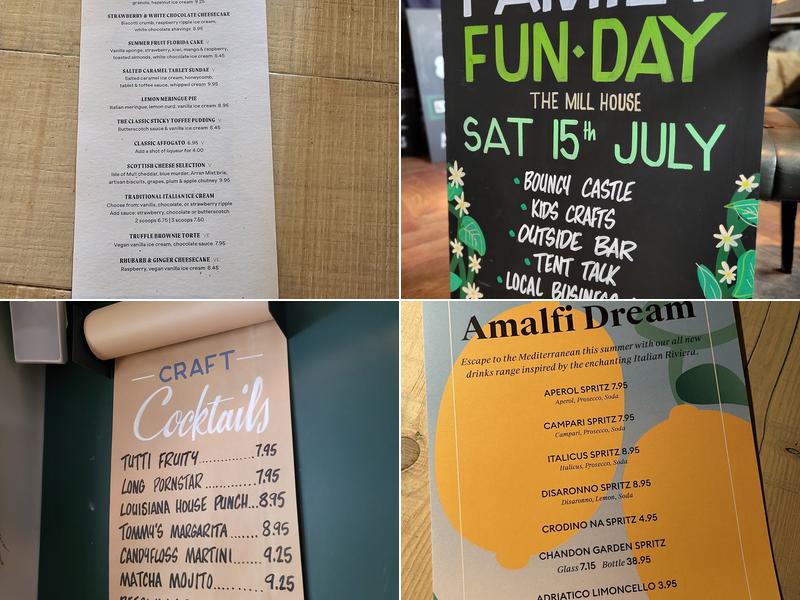 honeycomb, vanilla ice cream 9.25
STRAWBERRY & WHITE CHOCOLATE CHEESECAKE
Biscotti crumb, raspberry ripple ice cream,
white chocolate shavings 8.95
SUMMER FRUIT FLORIDA CAKE V
Vanilla sponge, strawberry, kiwi, mango & raspberry,
toasted almonds, white chocolate ice cream 8.45
SALTED CARAMEL TABLET SUNDAE V
Salted caramel ice cream, honeycomb,
tablet & toffee sauce, whipped cream 9.95
LEMON MERINGUE PIE
Italian meringue, lemon curd, vanilla ice cream 8.95
THE CLASSIC STICKY TOFFEE PUDDING V
Butterscotch sauce & vanilla ice cream 8.45
CLASSIC AFFOGATO 6.95 V
Add a shot of liqueur for 4.00
SCOTTISH CHEESE SELECTION V
Isle of Mull cheddar, blue murder, Arran Mist brie,
artisan biscuits, grapes, plum & apple chutney 9.95
TRADITIONAL ITALIAN ICE CREAM
Choose from: vanilla, chocolate, or strawberry ripple
Add sauce: strawberry, chocolate or butterscotch
2 scoops 6.75 | 3 scoops 7.50
TRUFFLE BROWNIE TORTE VE
Vegan vanilla ice cream, chocolate sauce 7.95
RHUBARB & GINGER CHEESECAKE VE
Raspberry, vegan vanilla ice cream 8.45
FAMILY
FUN·DAY
THE MILL HOUSE
SAT 15th JULY
• BOUNCY CASTLE
• KIDS CRAFTS
• OUTSIDE BAR
• TENT TALK
LOCAL BUSINESS
CRAFT
Cocktails
TUTTI FRUITY.............7.95
LONG PORNSTAR...........7.95
LOUISIANA HOUSE PUNCH...8.95
TOMMY'S MARGARITA.......8.95
CANDYFLOSS MARTINI......9.25
MATCHA MOJITO..........9.25
Amalfi Dream
Escape to the Mediterranean this summer with our all new
drinks range inspired by the enchanting Italian Riviera.
APEROL SPRITZ 7.95
Aperol, Prosecco, Soda
CAMPARI SPRITZ 7.95
Campari, Prosecco, Soda
ITALICUS SPRITZ 8.95
Italicus, Prosecco, Soda
DISARONNO SPRITZ 8.95
Disaronno, Lemon, Soda
CRODINO NA SPRITZ 4.95
CHANDON GARDEN SPRITZ
Glass 7.15 Bottle 38.95
ADRIATICO LIMONCELLO 3.95